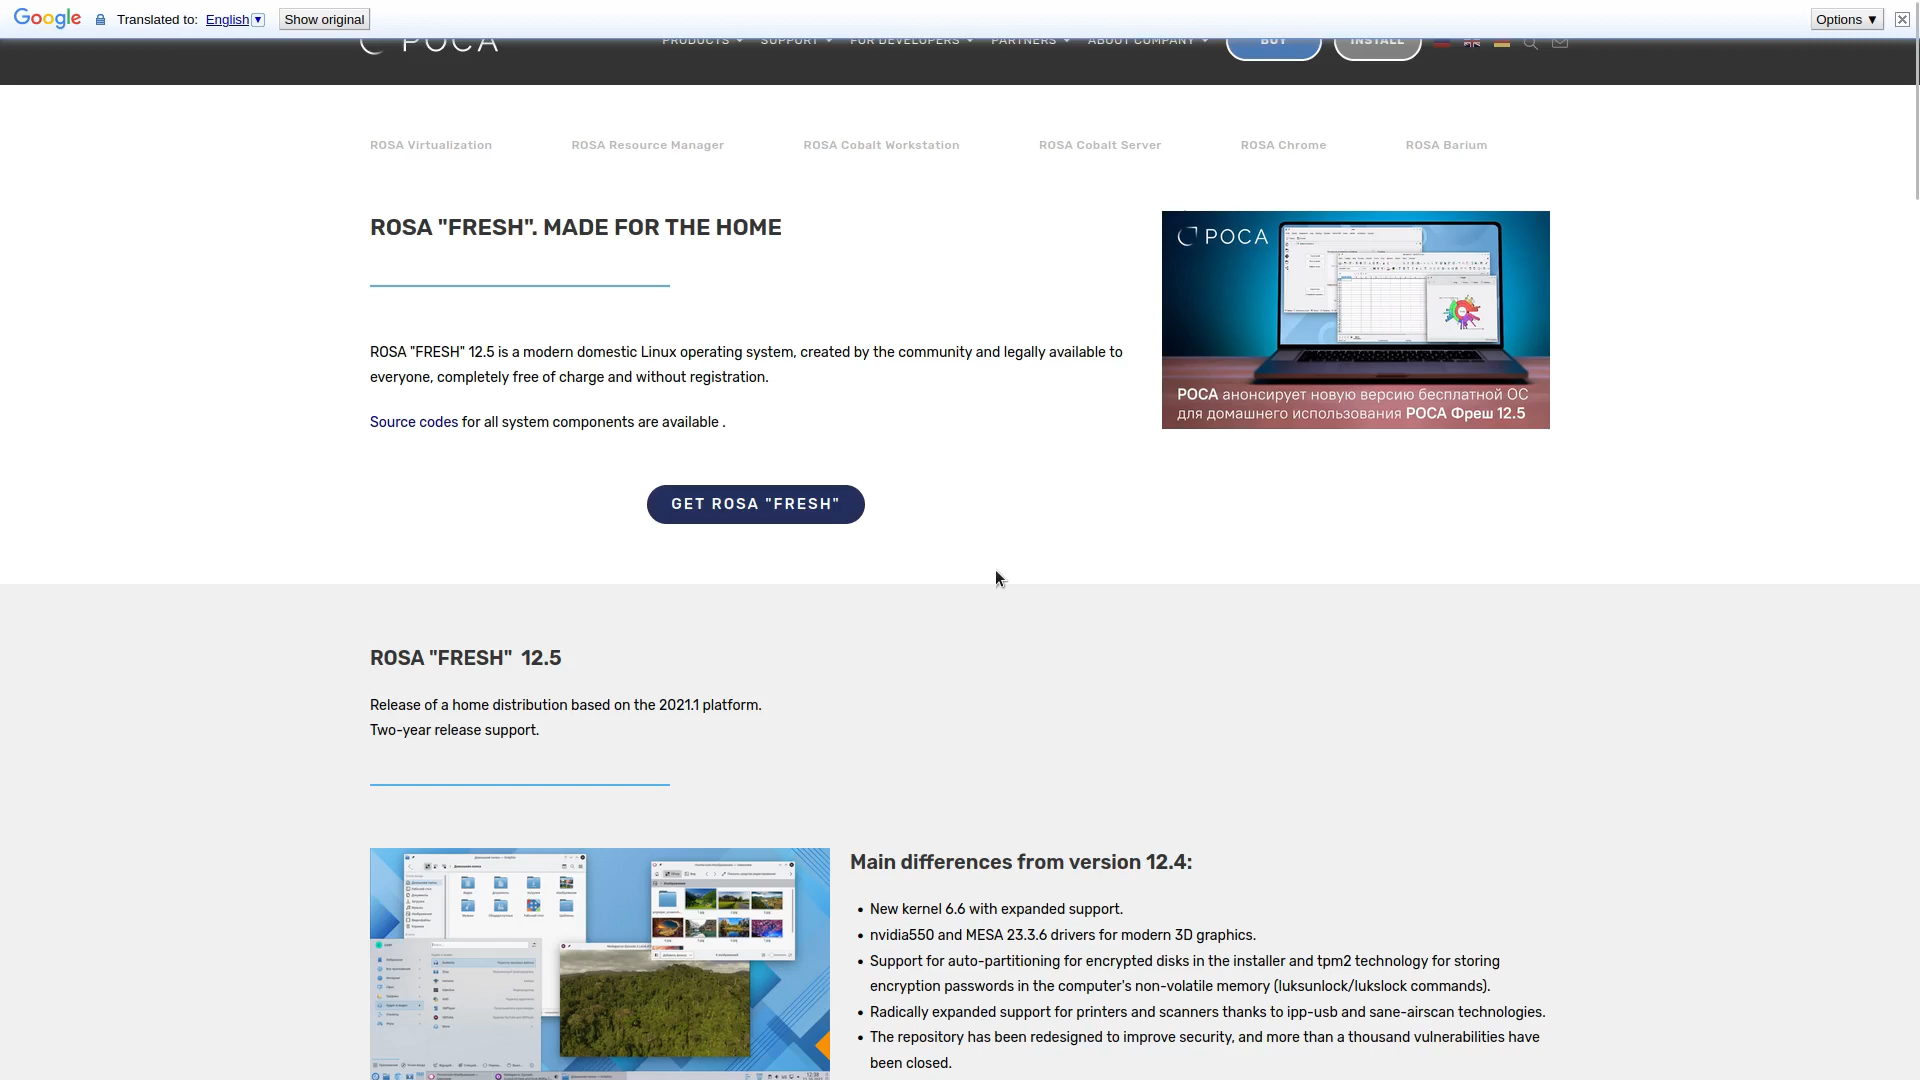 Google Translated to: English ▼ Show original Options ▼
РОСА PRODUCTS SUPPORT FOR DEVELOPERS PARTNERS ABOUT COMPANY BUY INSTALL
ROSA Virtualization ROSA Resource Manager ROSA Cobalt Workstation ROSA Cobalt Server ROSA Chrome ROSA Barium
ROSA "FRESH". MADE FOR THE HOME
ROSA "FRESH" 12.5 is a modern domestic Linux operating system, created by the community and legally available to
everyone, completely free of charge and without registration.
Source codes for all system components are available .
GET ROSA "FRESH"
РОСА
РОСА анонсирует новую версию бесплатной ОС
для домашнего использования РОСА Фреш 12.5
ROSA "FRESH" 12.5
Release of a home distribution based on the 2021.1 platform.
Two-year release support.
Main differences from version 12.4:
• New kernel 6.6 with expanded support.
• nvidia550 and MESA 23.3.6 drivers for modern 3D graphics.
• Support for auto-partitioning for encrypted disks in the installer and tpm2 technology for storing
encryption passwords in the computer's non-volatile memory (luksunlock/lukslock commands).
• Radically expanded support for printers and scanners thanks to ipp-usb and sane-airscan technologies.
• The repository has been redesigned to improve security, and more than a thousand vulnerabilities have
been closed.